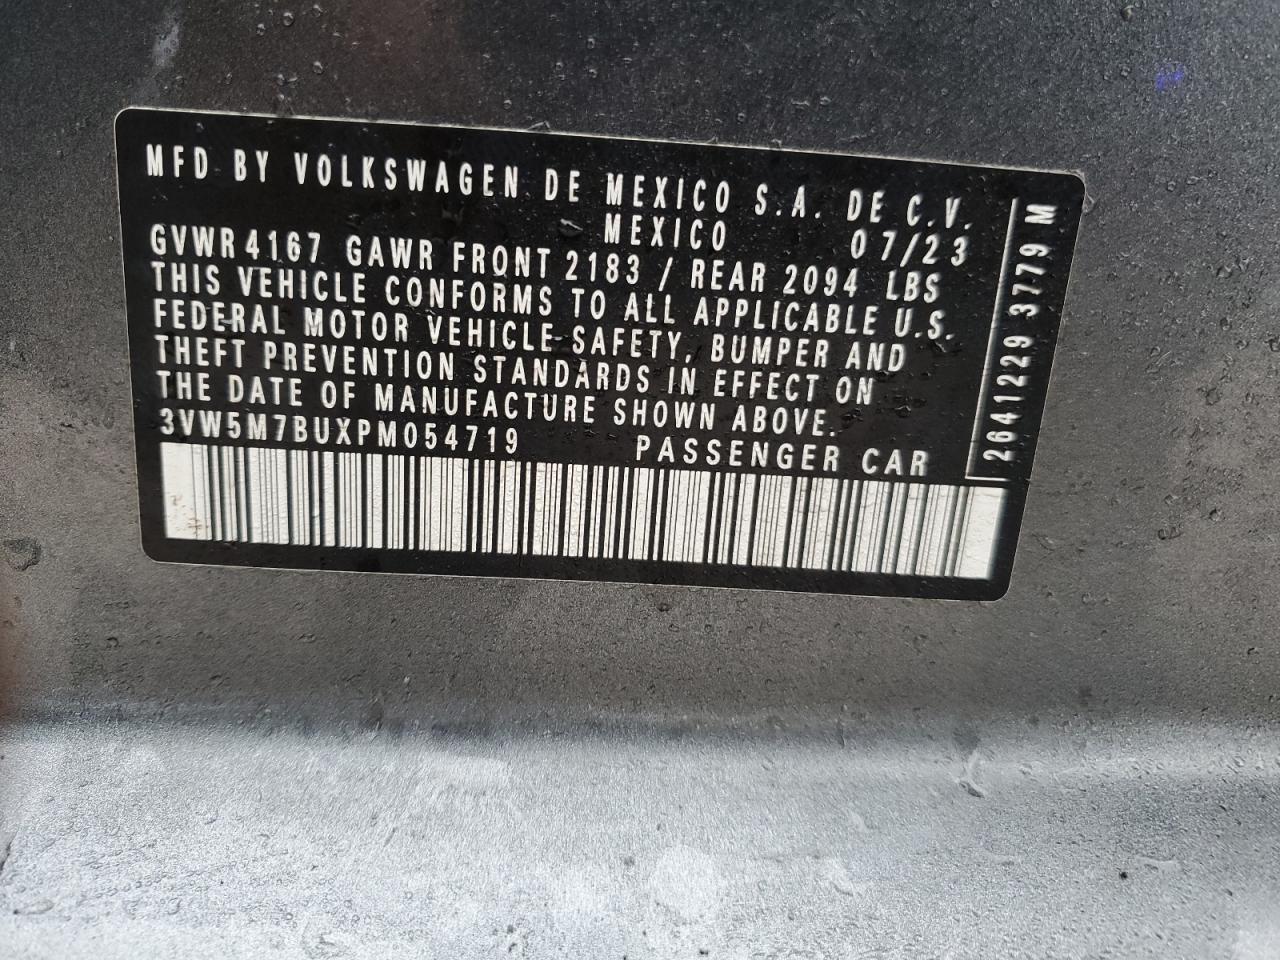 MFD BY VOLKSWAGEN DE MEXICO S.A. DE C.V.
MEXICO 07/23
GVWR 4167 GAWR FRONT 2183 / REAR 2094 LBS
THIS VEHICLE CONFORMS TO ALL APPLICABLE U.S.
FEDERAL MOTOR VEHICLE SAFETY, BUMPER AND
THEFT PREVENTION STANDARDS IN EFFECT ON
THE DATE OF MANUFACTURE SHOWN ABOVE.
3VW5M7BUXPM054719 PASSENGER CAR
2641229 3779 M